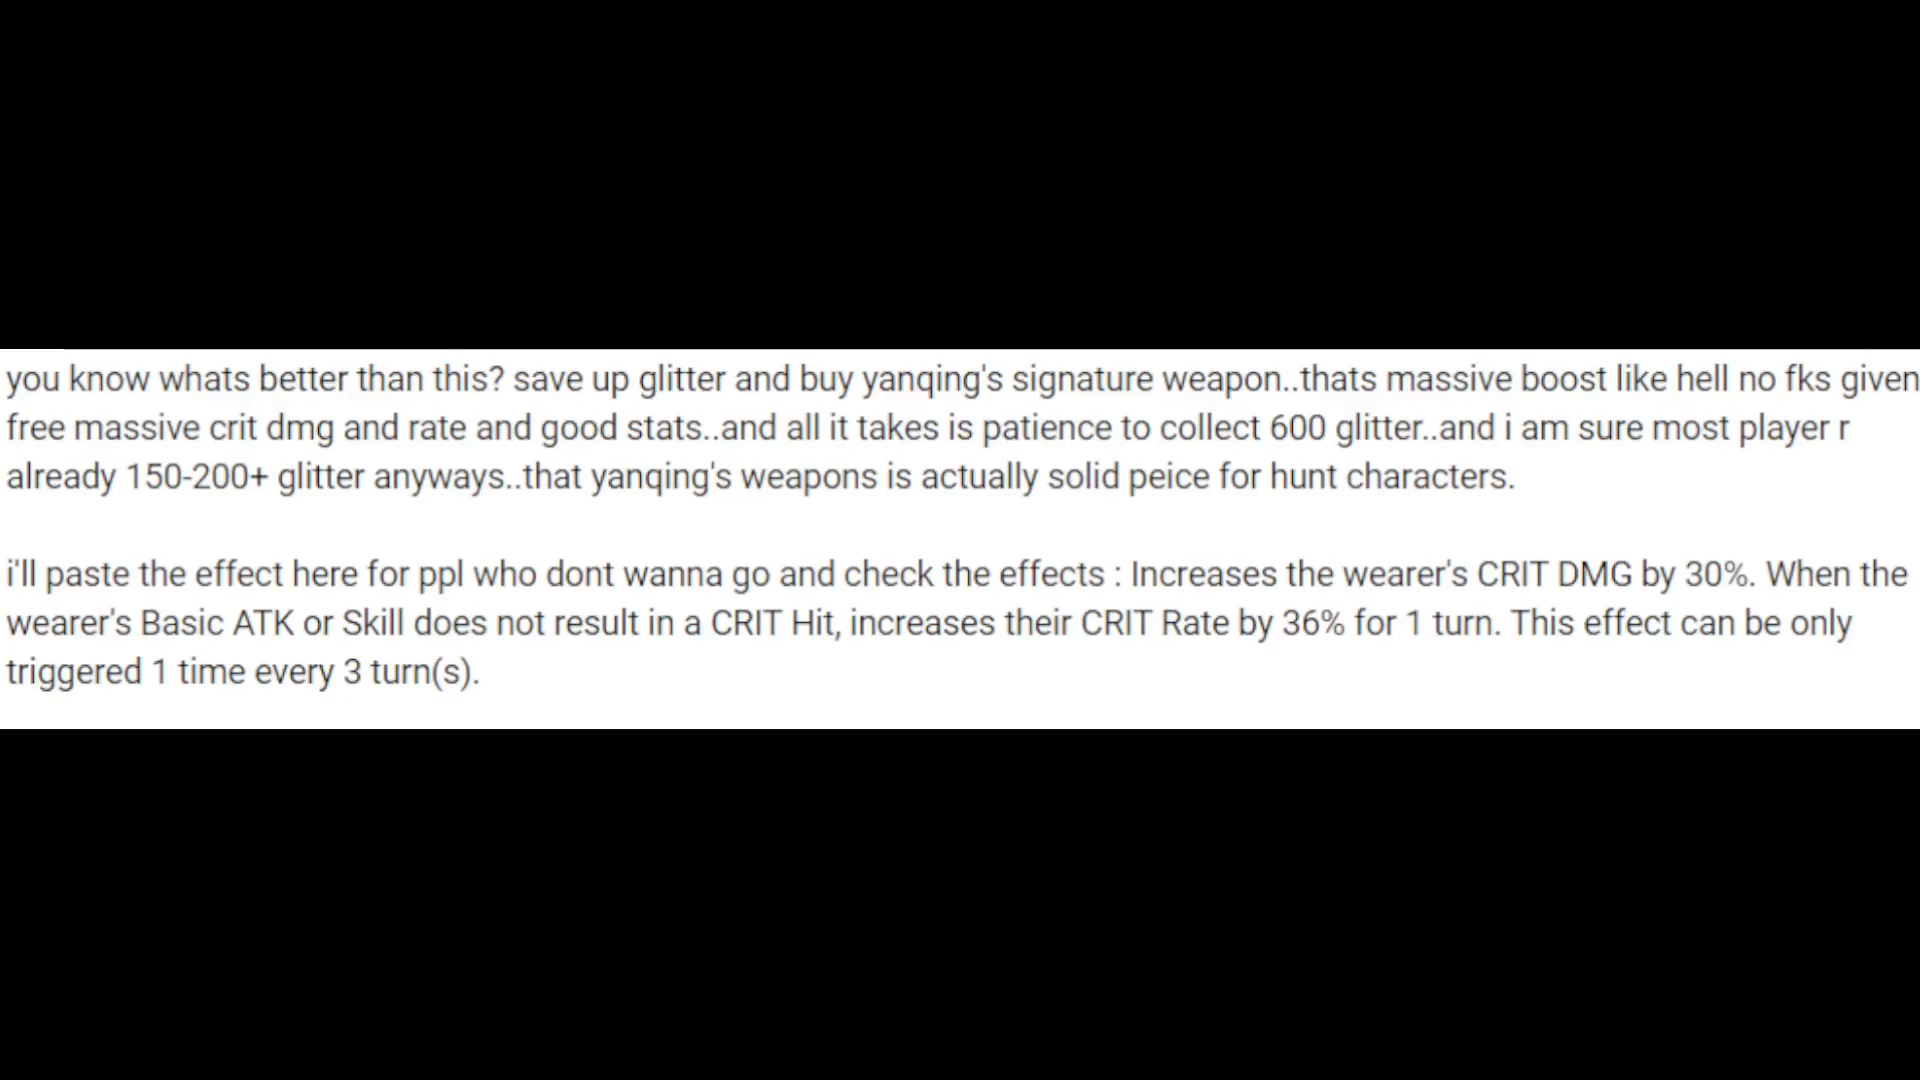 you know whats better than this? save up glitter and buy yanqing's signature weapon..thats massive boost like hell no fks given
free massive crit dmg and rate and good stats..and all it takes is patience to collect 600 glitter..and i am sure most player r
already 150-200+ glitter anyways..that yanqing's weapons is actually solid peice for hunt characters.
i'll paste the effect here for ppl who dont wanna go and check the effects : Increases the wearer's CRIT DMG by 30%. When the
wearer's Basic ATK or Skill does not result in a CRIT Hit, increases their CRIT Rate by 36% for 1 turn. This effect can be only
triggered 1 time every 3 turn(s).